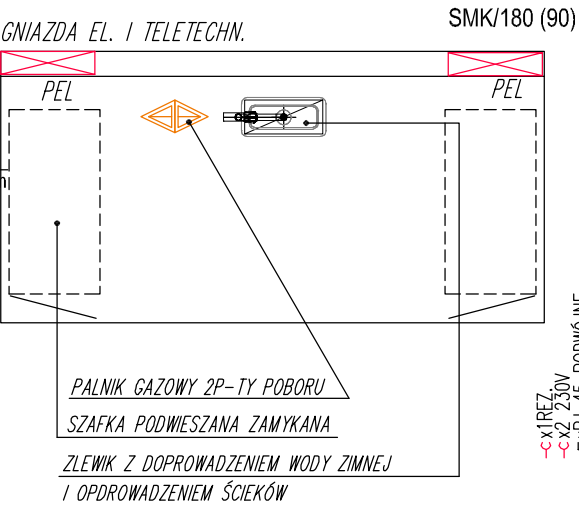 SMK/180 (90)
GNIAZDA EL. I TELETECHN.
PEL
PEL
PALNIK GAZOWY 2P-TY POBORU
SZAFKA PODWIESZANA ZAMYKANA
ZLEWIK Z DOPROWADZENIEM WODY ZIMNEJ
I OPDROWADZENIEM ŚCIEKÓW
x1REZ.
x2 230V